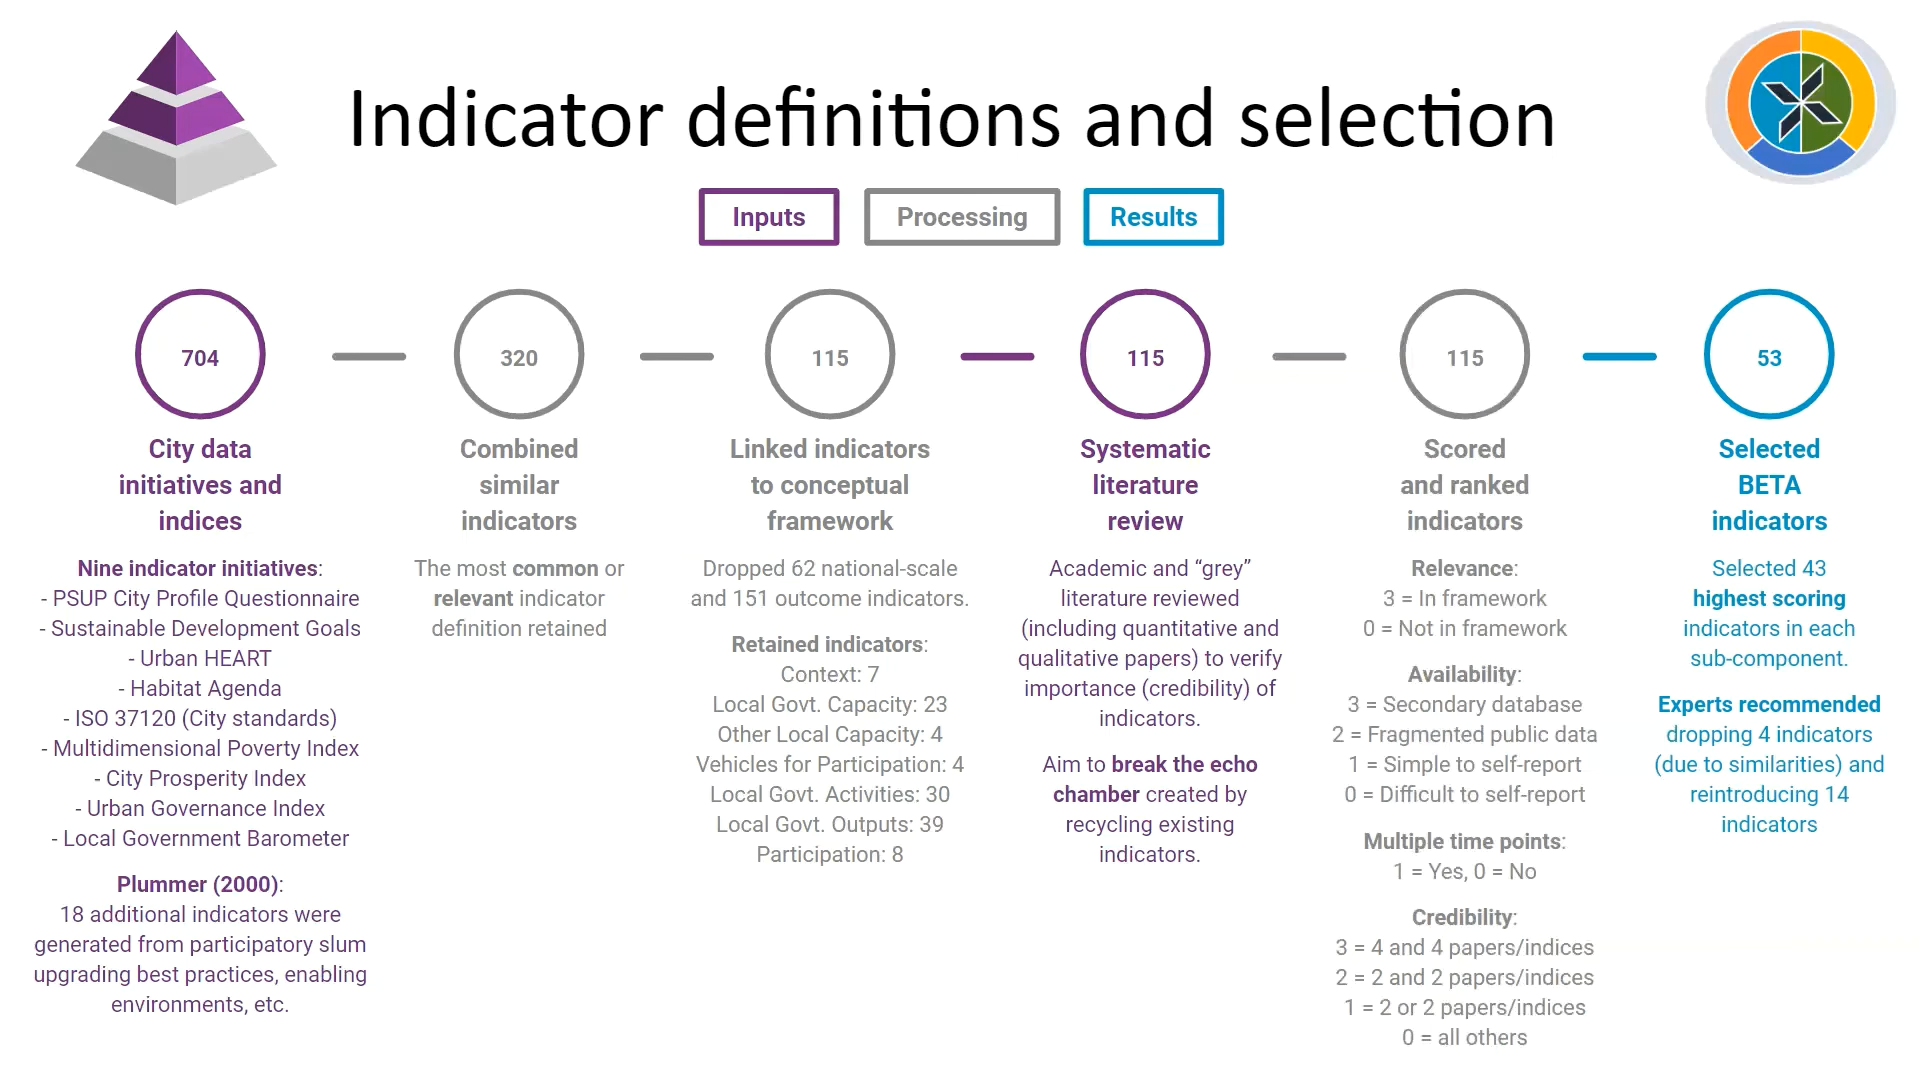 Indicator definitions and selection
Inputs
Processing
Results
704
City data
initiatives and
indices
Nine indicator initiatives:
- PSUP City Profile Questionnaire
- Sustainable Development Goals
- Urban HEART
- Habitat Agenda
- ISO 37120 (City standards)
- Multidimensional Poverty Index
- City Prosperity Index
- Urban Governance Index
- Local Government Barometer
Plummer (2000):
18 additional indicators were
generated from participatory slum
upgrading best practices, enabling
environments, etc.
320
Combined
similar
indicators
The most common or
relevant indicator
definition retained
115
Linked indicators
to conceptual
framework
Dropped 62 national-scale
and 151 outcome indicators.
Retained indicators:
Context: 7
Local Govt. Capacity: 23
Other Local Capacity: 4
Vehicles for Participation: 4
Local Govt. Activities: 30
Local Govt. Outputs: 39
Participation: 8
115
Systematic
literature
review
Academic and “grey”
literature reviewed
(including quantitative and
qualitative papers) to verify
importance (credibility) of
indicators.
Aim to break the echo
chamber created by
recycling existing
indicators.
115
Scored
and ranked
indicators
Relevance:
3 = In framework
0 = Not in framework
Availability:
3 = Secondary database
2 = Fragmented public data
1 = Simple to self-report
0 = Difficult to self-report
Multiple time points:
1 = Yes, 0 = No
Credibility:
3 = 4 and 4 papers/indices
2 = 2 and 2 papers/indices
1 = 2 or 2 papers/indices
0 = all others
53
Selected
BETA
indicators
Selected 43
highest scoring
indicators in each
sub-component.
Experts recommended
dropping 4 indicators
(due to similarities) and
reintroducing 14
indicators